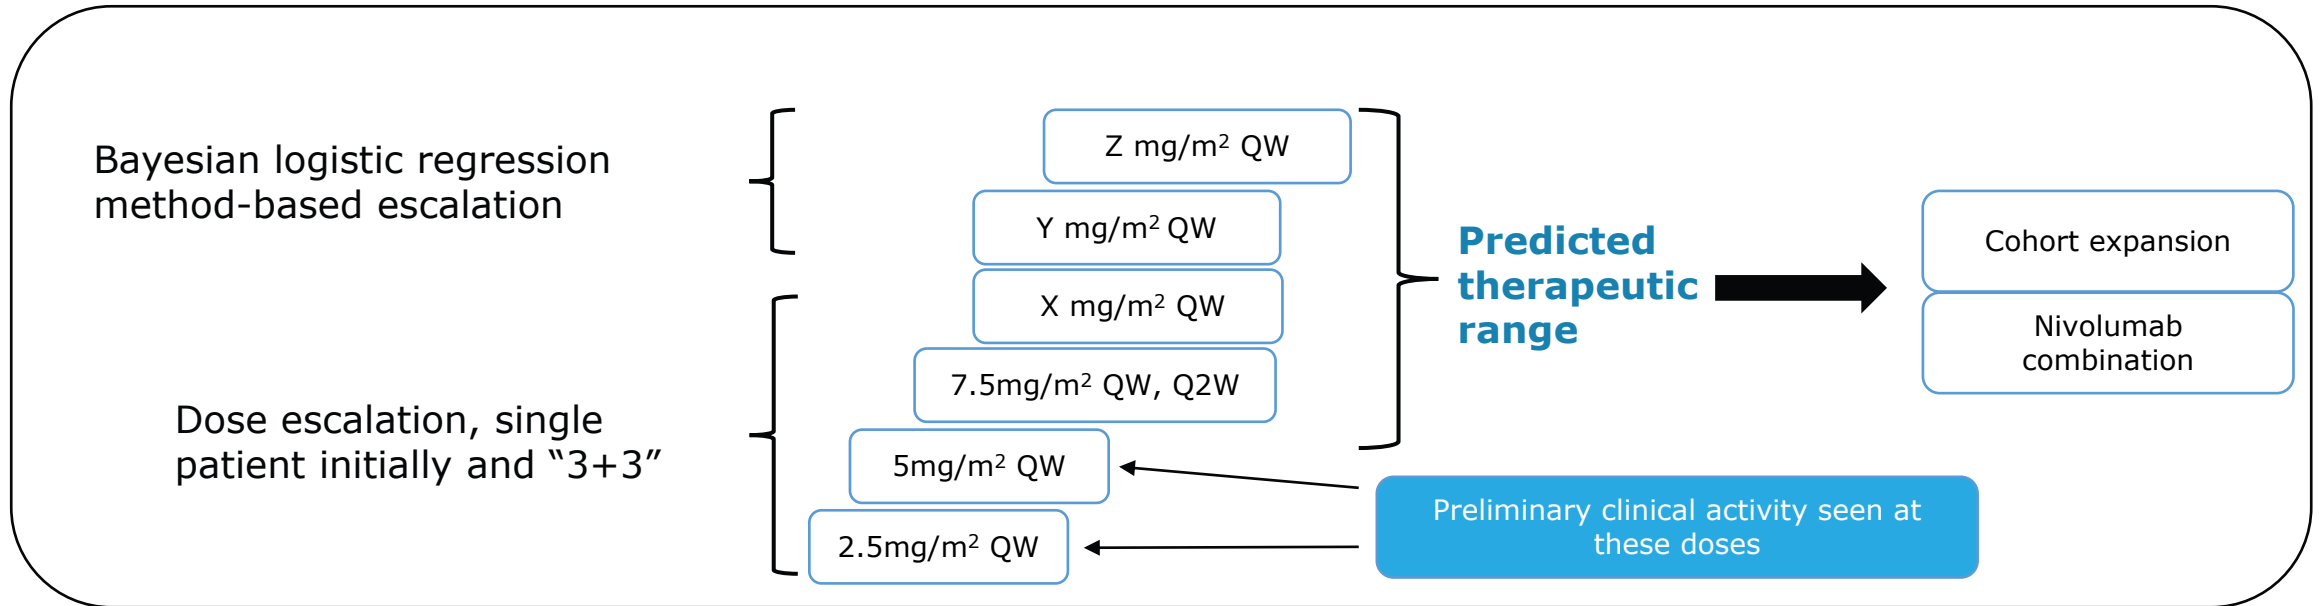 Bayesian logistic regression
method-based escalation
Dose escalation, single
patient initially and “3+3”
Z mg/m² QW
Y mg/m² QW
X mg/m² QW
7.5mg/m² QW, Q2W
5mg/m² QW
2.5mg/m² QW
Predicted
therapeutic
range
Preliminary clinical activity seen at
these doses
Cohort expansion
Nivolumab
combination